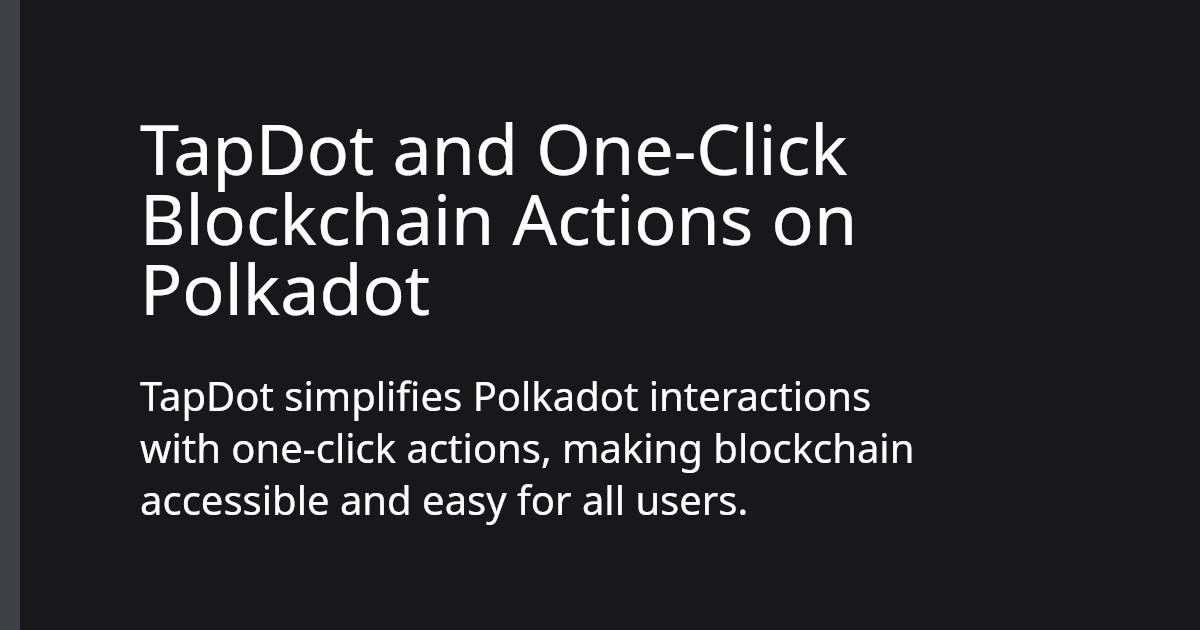 TapDot and One-Click
Blockchain Actions on
Polkadot
TapDot simplifies Polkadot interactions
with one-click actions, making blockchain
accessible and easy for all users.